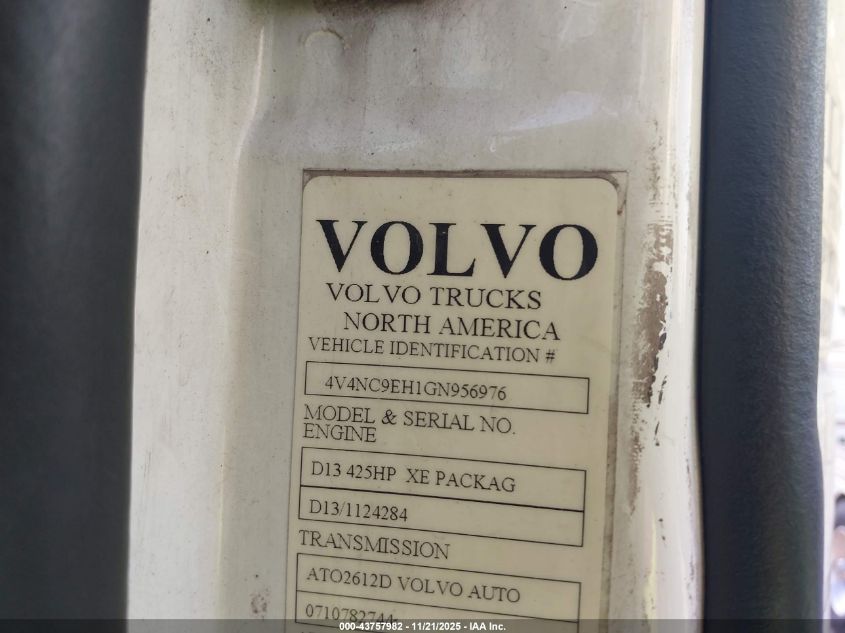 VOLVO
VOLVO TRUCKS
NORTH AMERICA
VEHICLE IDENTIFICATION #
4V4NC9EH1GN956976
MODEL & SERIAL NO.
ENGINE
D13 425HP XE PACKAG
D13/1124284
TRANSMISSION
ATO2612D VOLVO AUTO
0710782744
000-43757982 - 11/21/2025 - IAA Inc.